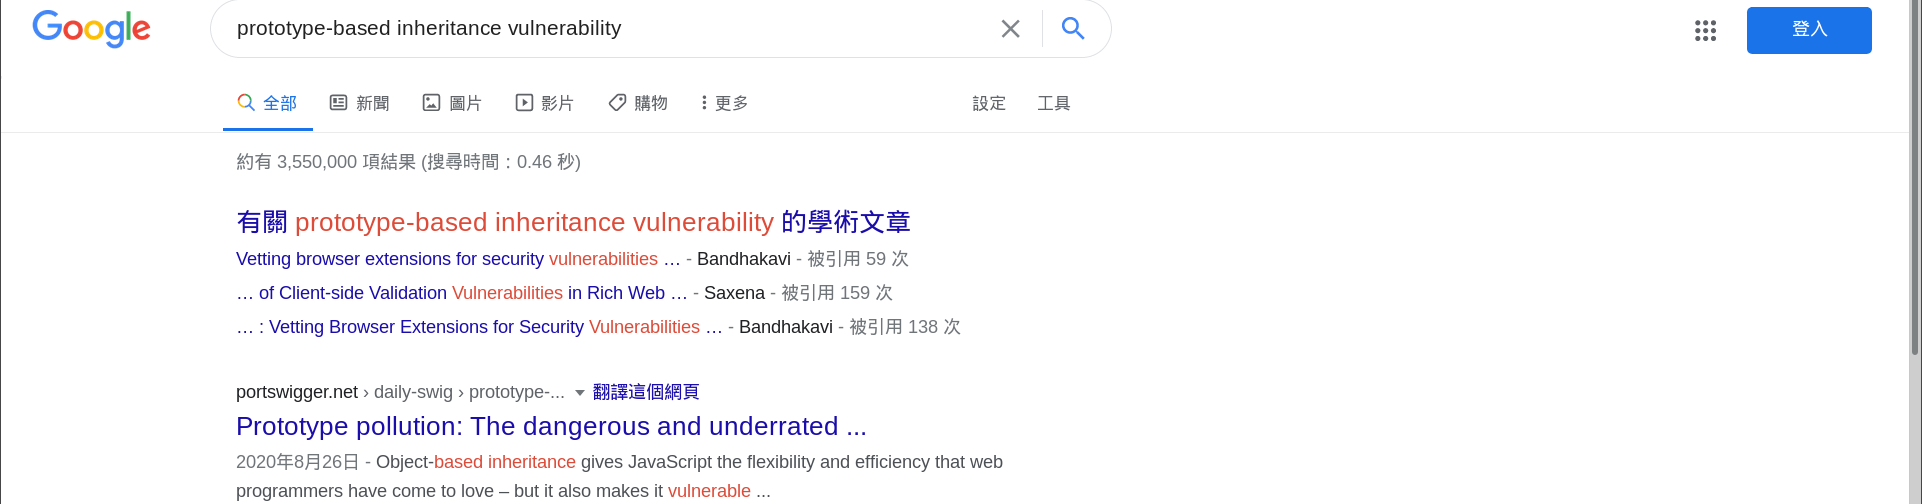 Google prototype-based inheritance vulnerability 登入
全部 新聞 圖片 影片 購物 更多 設定 工具
約有 3,550,000 項結果 (搜尋時間：0.46 秒)
有關 prototype-based inheritance vulnerability 的學術文章
Vetting browser extensions for security vulnerabilities … - Bandhakavi - 被引用 59 次
… of Client-side Validation Vulnerabilities in Rich Web … - Saxena - 被引用 159 次
… : Vetting Browser Extensions for Security Vulnerabilities … - Bandhakavi - 被引用 138 次
portswigger.net › daily-swig › prototype-... 翻譯這個網頁
Prototype pollution: The dangerous and underrated ...
2020年8月26日 - Object-based inheritance gives JavaScript the flexibility and efficiency that web
programmers have come to love – but it also makes it vulnerable ...